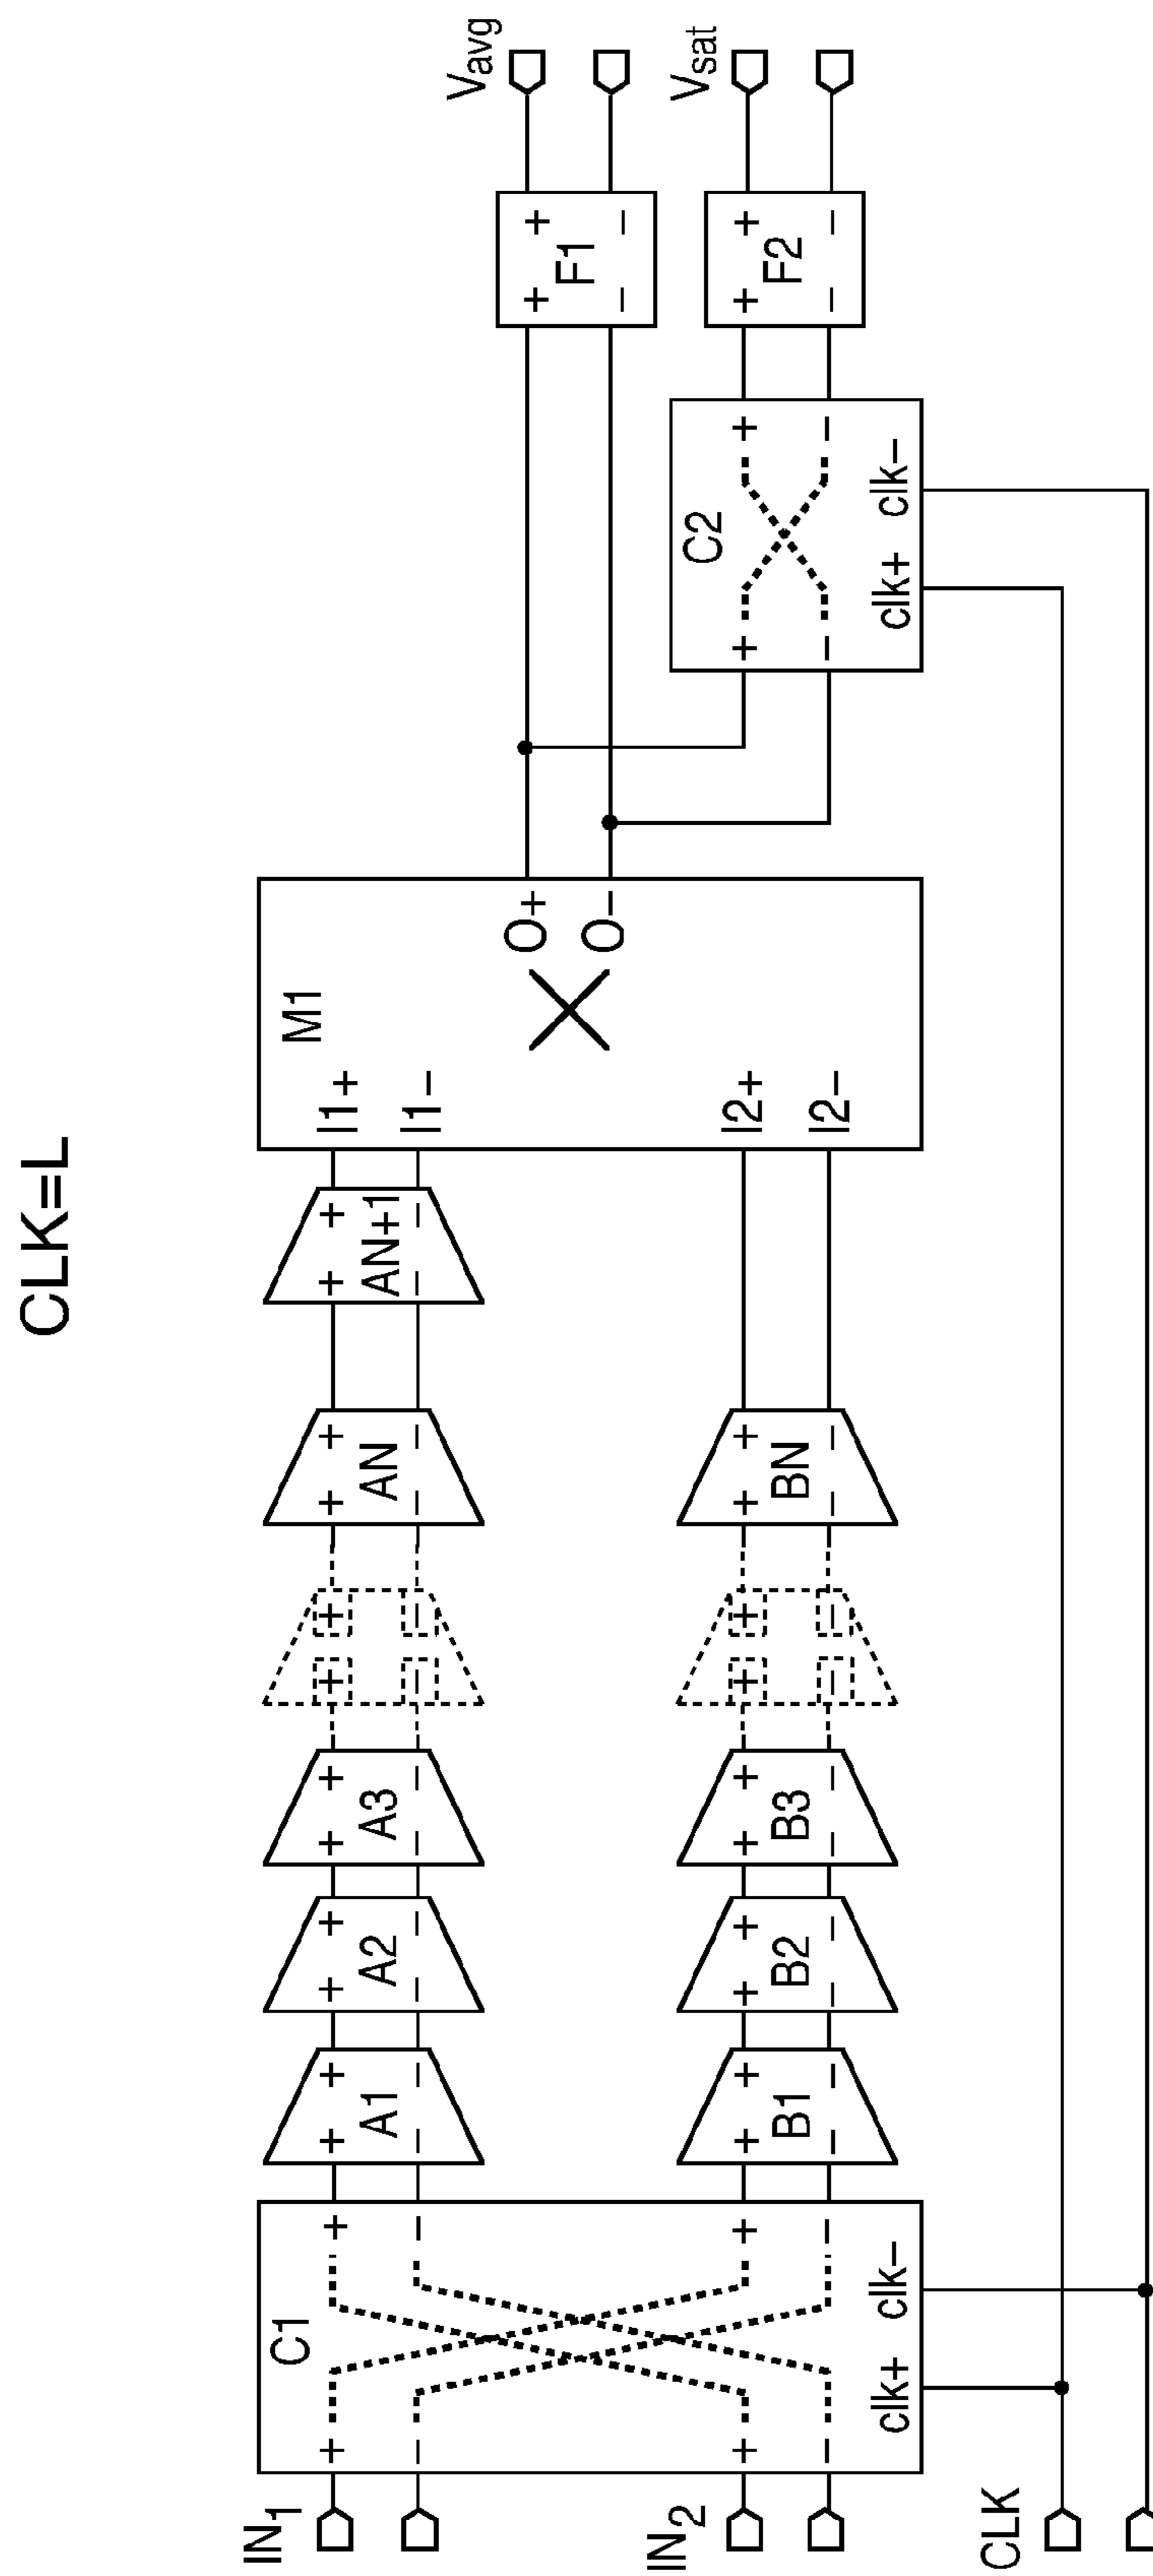 CLK=L
IN1
IN2
CLK
C1
+ +
− −
+ +
− −
clk+ clk−
A1
+ +
− −
A2
+ +
− −
A3
+ +
− −
+ +
− −
AN
+ +
− −
AN+1
+ +
− −
B1
+ +
− −
B2
+ +
− −
B3
+ +
− −
+ +
− −
BN
+ +
− −
M1
I1+
I1−
I2+
I2−
O+
O−
C2
+ +
− −
clk+ clk−
F1
+ +
− −
F2
+ +
− −
Vavg
Vsat